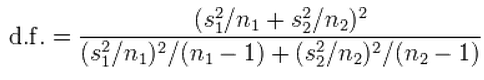 d.f. = \frac{(s_1^2/n_1 + s_2^2/n_2)^2}{(s_1^2/n_1)^2/(n_1 - 1) + (s_2^2/n_2)^2/(n_2 - 1)}